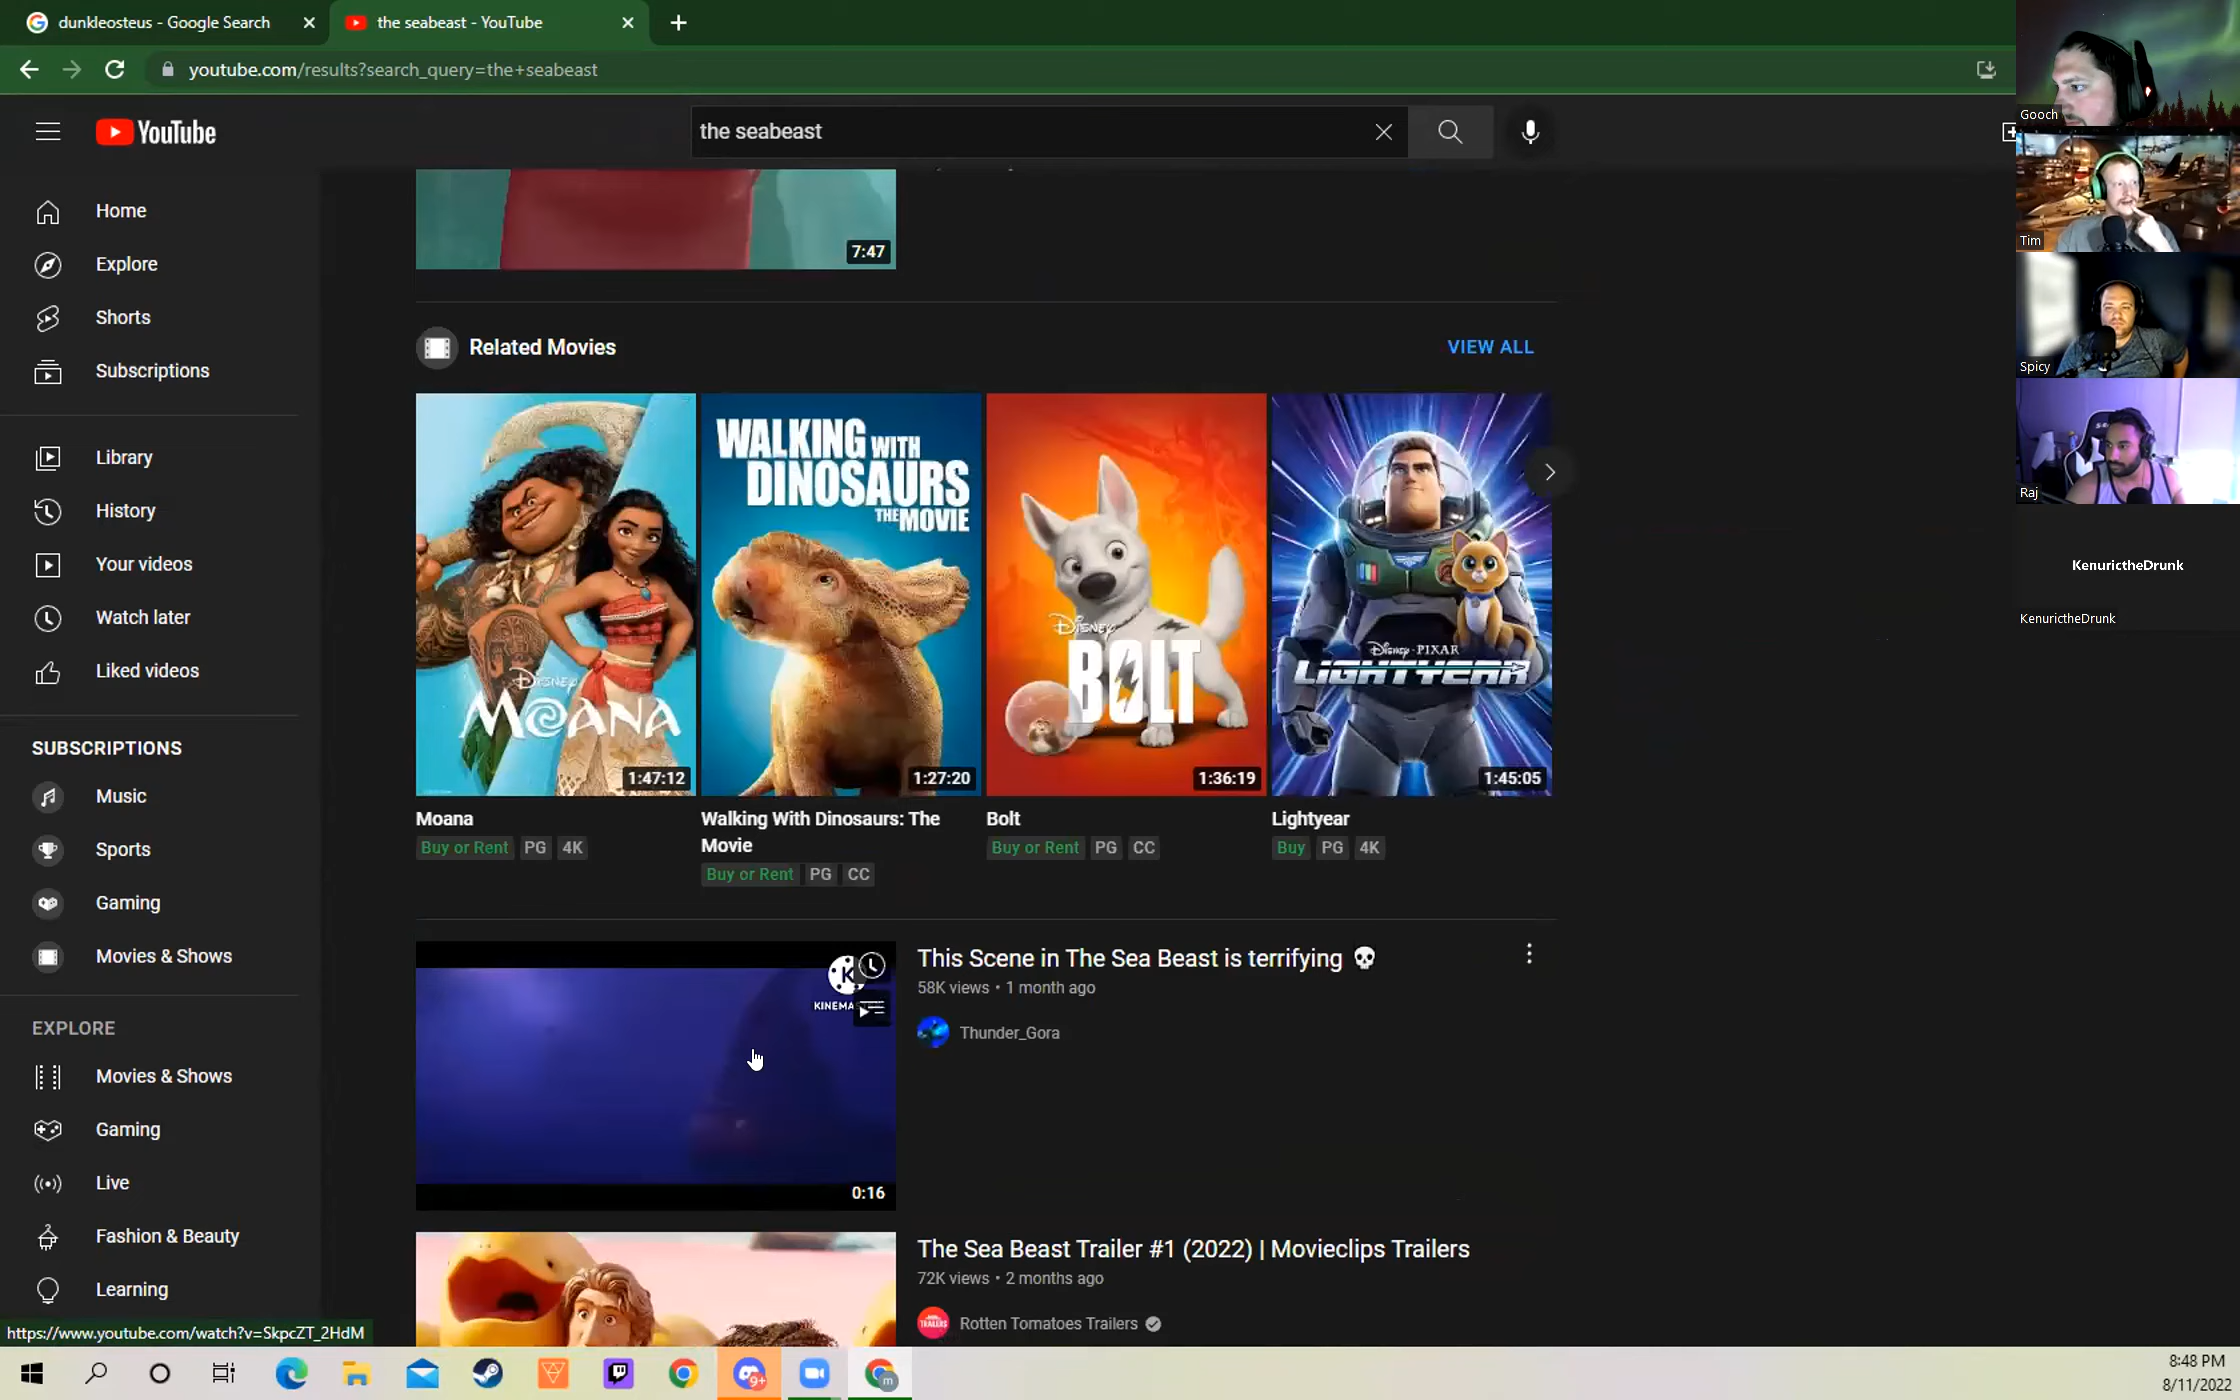 dunkleosteus - Google Search
the seabeast - YouTube
youtube.com/results?search_query=the+seabeast
YouTube
the seabeast
Home
Explore
Shorts
Subscriptions
Library
History
Your videos
Watch later
Liked videos
SUBSCRIPTIONS
Music
Sports
Gaming
Movies & Shows
EXPLORE
Movies & Shows
Gaming
Live
Fashion & Beauty
Learning
https://www.youtube.com/watch?v=SkpcZT_2HdM
7:47
Related Movies
VIEW ALL
DISNEY
MOANA
1:47:12
WALKING WITH
DINOSAURS
THE MOVIE
1:27:20
DISNEY
BOLT
1:36:19
DISNEY · PIXAR
LIGHTYEAR
1:45:05
Moana
Buy or Rent PG 4K
Walking With Dinosaurs: The
Movie
Buy or Rent PG CC
Bolt
Buy or Rent PG CC
Lightyear
Buy PG 4K
K
KINEMA
0:16
This Scene in The Sea Beast is terrifying 💀
58K views • 1 month ago
Thunder_Gora
The Sea Beast Trailer #1 (2022) | Movieclips Trailers
72K views • 2 months ago
TRAILERS
Rotten Tomatoes Trailers
Gooch
Tim
Spicy
Raj
KenurictheDrunk
KenurictheDrunk
9+
m
8:48 PM
8/11/2022